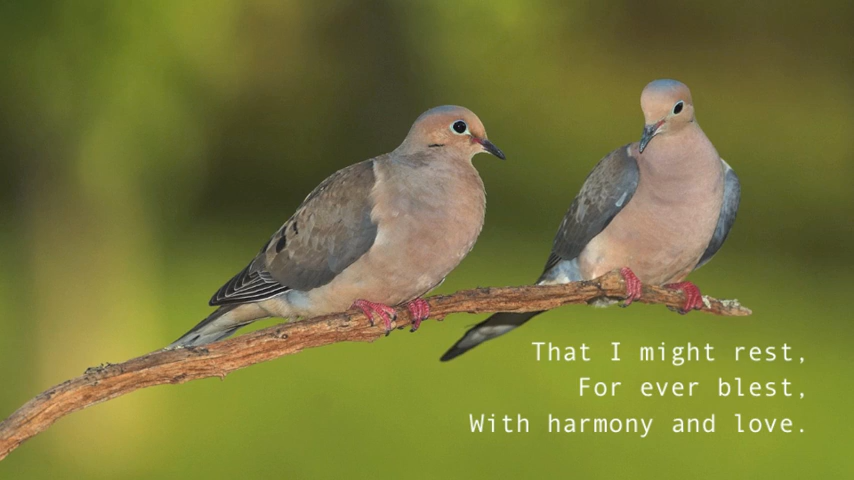 That I might rest,
For ever blest,
With harmony and love.